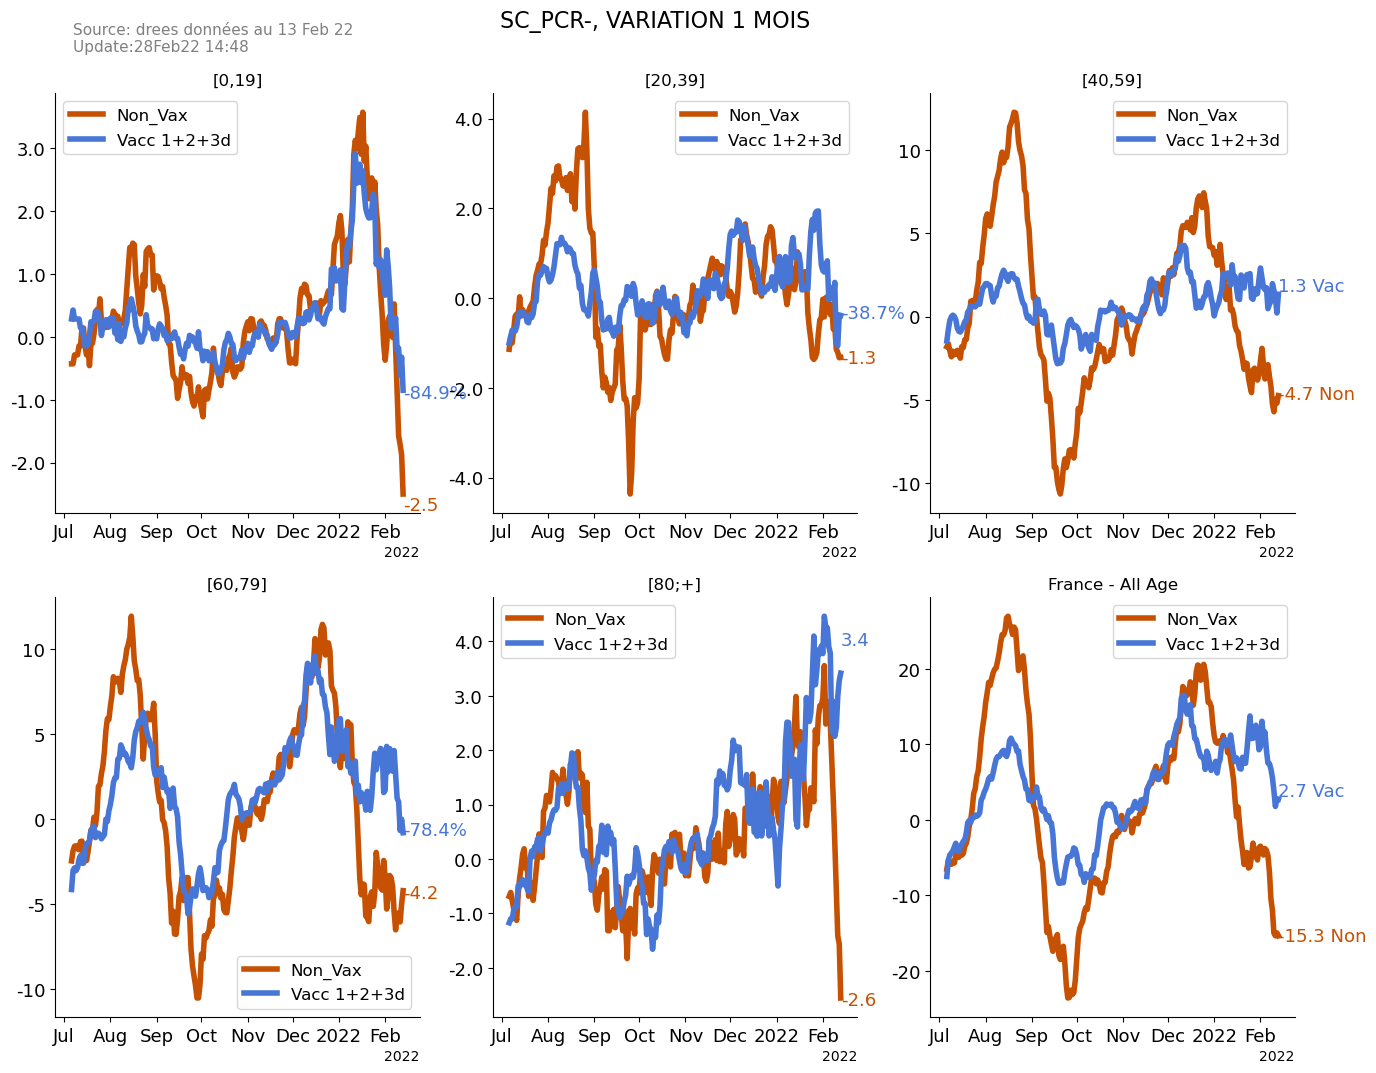 SC_PCR-, VARIATION 1 MOIS
Source: drees données au 13 Feb 22
Update:28Feb22 14:48
[0,19]
Non_Vax
Vacc 1+2+3d
3.0
2.0
1.0
0.0
-1.0
-2.0
-84.9%
-2.5
Jul Aug Sep Oct Nov Dec 2022 Feb
2022
[20,39]
Non_Vax
Vacc 1+2+3d
4.0
2.0
0.0
-2.0
-4.0
-38.7%
-1.3
Jul Aug Sep Oct Nov Dec 2022 Feb
2022
[40,59]
Non_Vax
Vacc 1+2+3d
10
5
0
-5
-10
1.3 Vac
-4.7 Non
Jul Aug Sep Oct Nov Dec 2022 Feb
2022
[60,79]
10
5
0
-5
-10
-78.4%
-4.2
Non_Vax
Vacc 1+2+3d
Jul Aug Sep Oct Nov Dec 2022 Feb
2022
[80;+]
Non_Vax
Vacc 1+2+3d
4.0
3.0
2.0
1.0
0.0
-1.0
-2.0
3.4
-2.6
Jul Aug Sep Oct Nov Dec 2022 Feb
2022
France - All Age
Non_Vax
Vacc 1+2+3d
20
10
0
-10
-20
2.7 Vac
-15.3 Non
Jul Aug Sep Oct Nov Dec 2022 Feb
2022